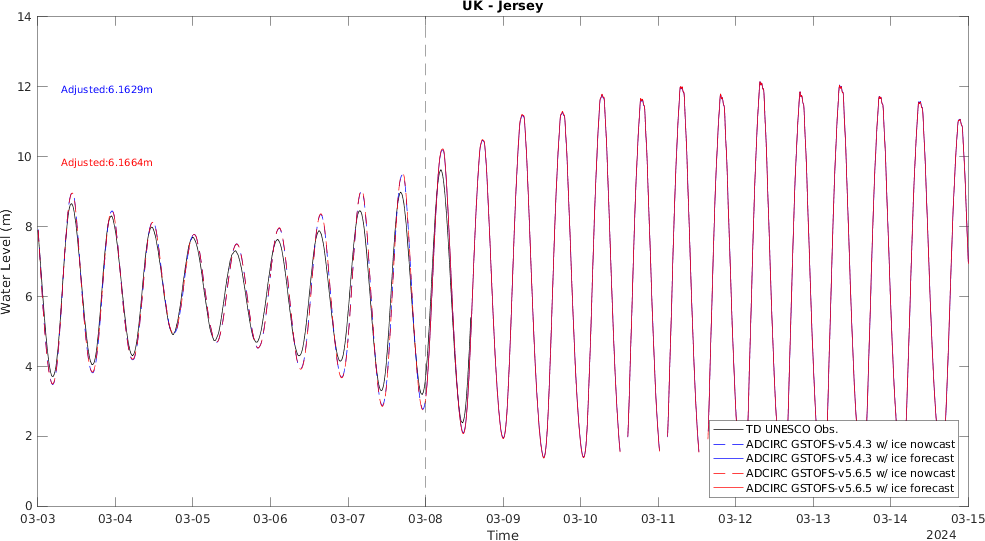 UK - Jersey
14
12
10
8
6
4
2
0
Water Level (m)
Adjusted:6.1629m
Adjusted:6.1664m
TD UNESCO Obs.
ADCIRC GSTOFS-v5.4.3 w/ ice nowcast
ADCIRC GSTOFS-v5.4.3 w/ ice forecast
ADCIRC GSTOFS-v5.6.5 w/ ice nowcast
ADCIRC GSTOFS-v5.6.5 w/ ice forecast
03-03 03-04 03-05 03-06 03-07 03-08 03-09 03-10 03-11 03-12 03-13 03-14 03-15
Time
2024